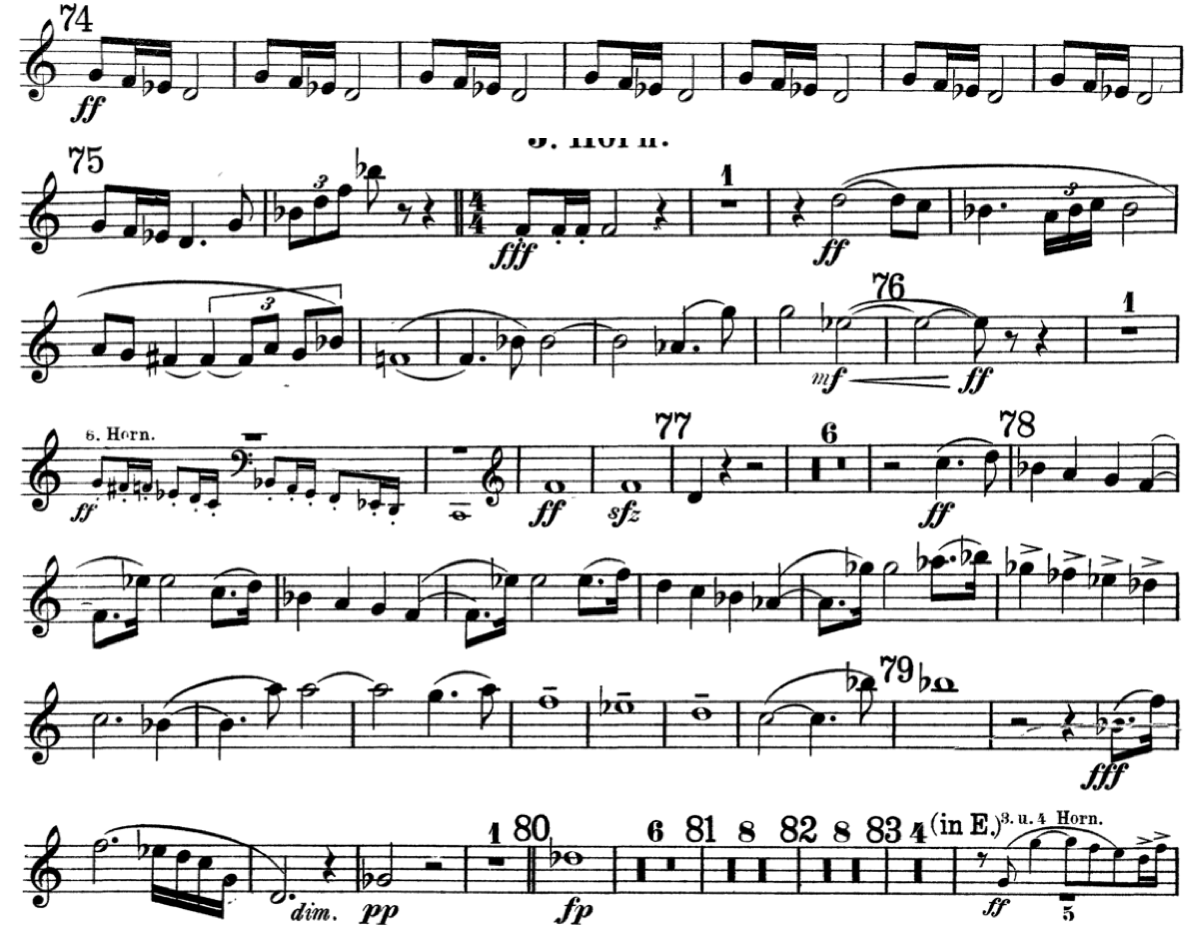 74
ff
75
Horn.
3 4 4 1 3
fff ff
76
3 1
mf ff
6. Horn. 77 6 78
ff ff sfz ff
79
fff
80 6 81 8 82 8 83 4 (in E.) 3. u. 4 Horn.
1
dim. pp fp ff 5